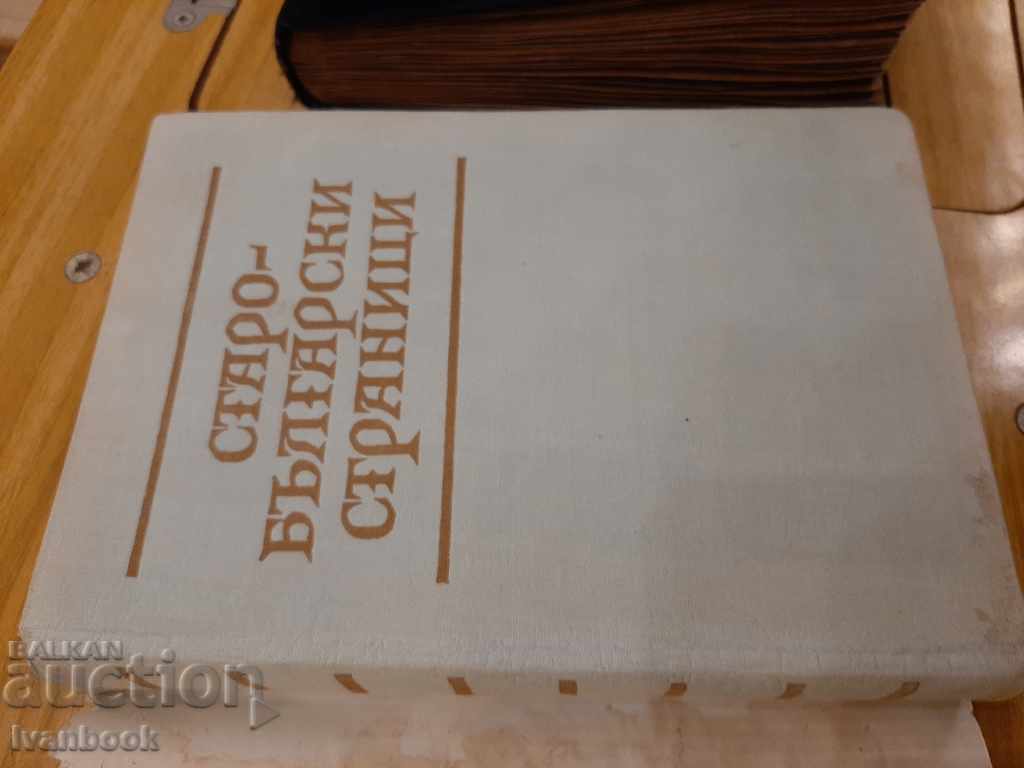 СТАРО-
БЪЛГАРСКИ
СТРАНИЦИ
BALKAN
auction
Ivanbook